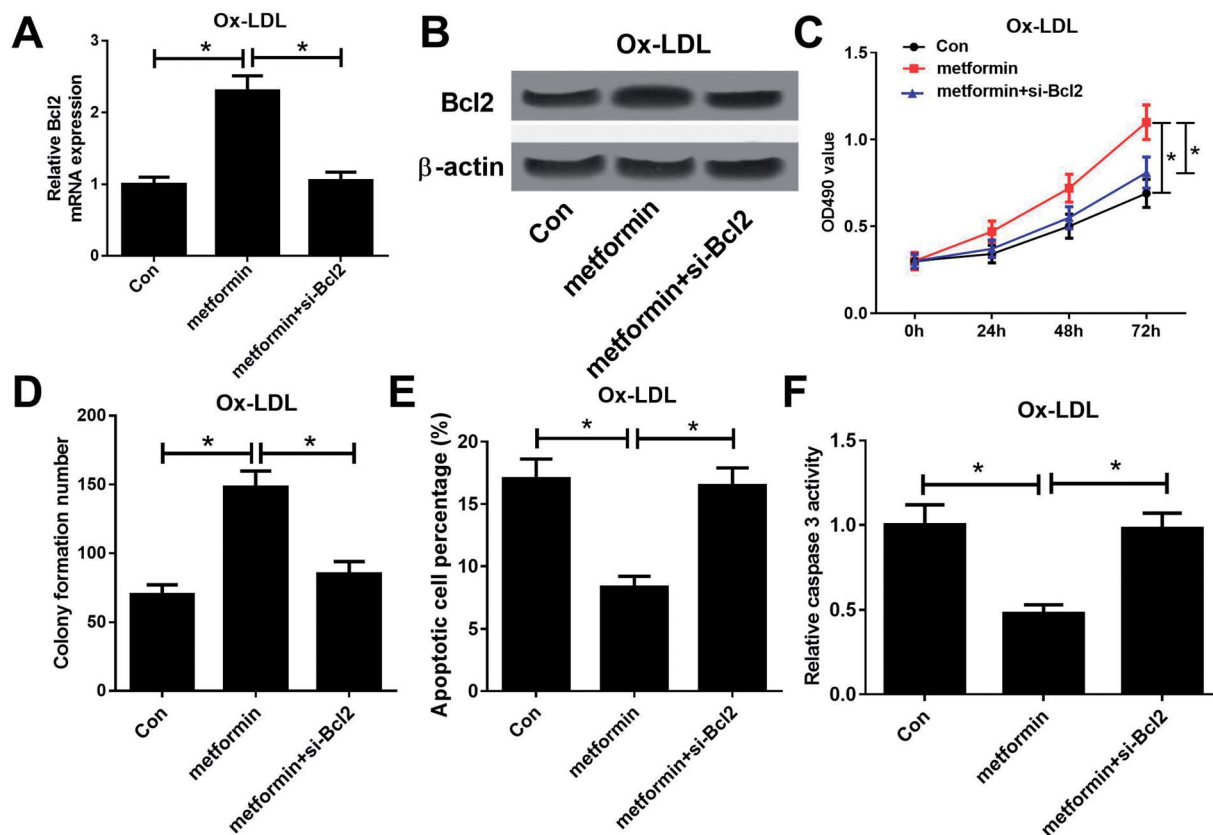 A
Ox-LDL
Relative Bcl2
mRNA expression
3
2
1
0
*
*
Con
metformin
metformin+si-Bcl2
B
Ox-LDL
Bcl2
β-actin
Con
metformin
metformin+si-Bcl2
C
Ox-LDL
Con
metformin
metformin+si-Bcl2
OD490 value
1.5
1.0
0.5
0.0
0h
24h
48h
72h
*
*
D
Ox-LDL
Colony formation number
200
150
100
50
0
*
*
Con
metformin
metformin+si-Bcl2
E
Ox-LDL
Apoptotic cell percentage (%)
20
15
10
5
0
*
*
Con
metformin
metformin+si-Bcl2
F
Ox-LDL
Relative caspase 3 activity
1.5
1.0
0.5
0.0
*
*
Con
metformin
metformin+si-Bcl2